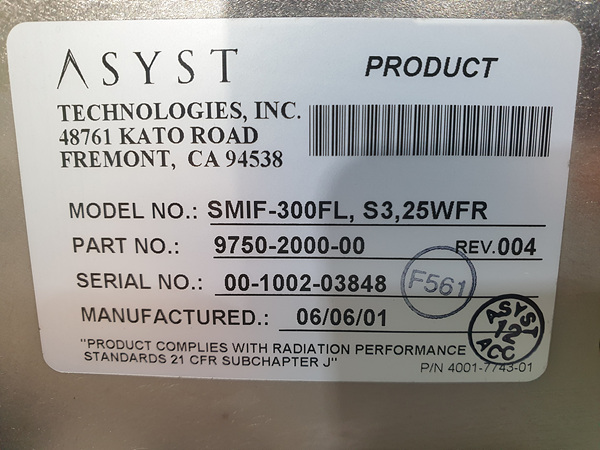 ASYST
PRODUCT
TECHNOLOGIES, INC.
48761 KATO ROAD
FREMONT, CA 94538
MODEL NO.: SMIF-300FL, S3,25WFR
PART NO.: 9750-2000-00 REV. 004
SERIAL NO.: 00-1002-03848
F561
MANUFACTURED.: 06/06/01
ASYST
12
ACC
"PRODUCT COMPLIES WITH RADIATION PERFORMANCE
STANDARDS 21 CFR SUBCHAPTER J"
P/N 4001-7743-01